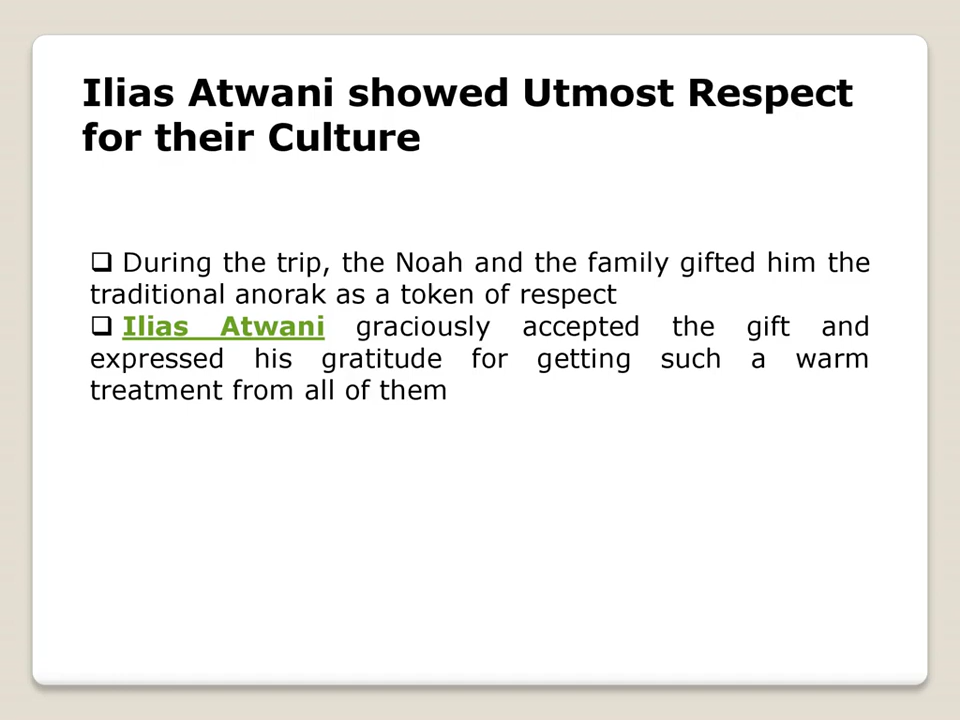 Ilias Atwani showed Utmost Respect
for their Culture
❑ During the trip, the Noah and the family gifted him the
traditional anorak as a token of respect
❑ Ilias Atwani graciously accepted the gift and
expressed his gratitude for getting such a warm
treatment from all of them